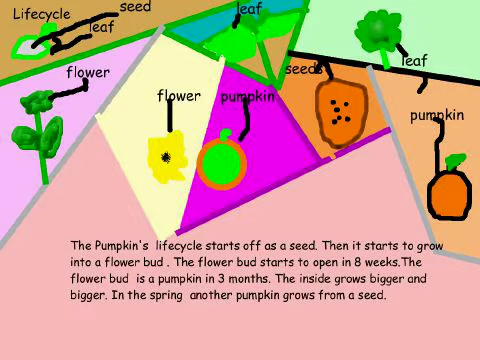 Lifecycle
seed
leaf
leaf
leaf
flower
seeds
flower
pumpkin
pumpkin
The Pumpkin's lifecycle starts off as a seed. Then it starts to grow
into a flower bud . The flower bud starts to open in 8 weeks.The
flower bud is a pumpkin in 3 months. The inside grows bigger and
bigger. In the spring another pumpkin grows from a seed.